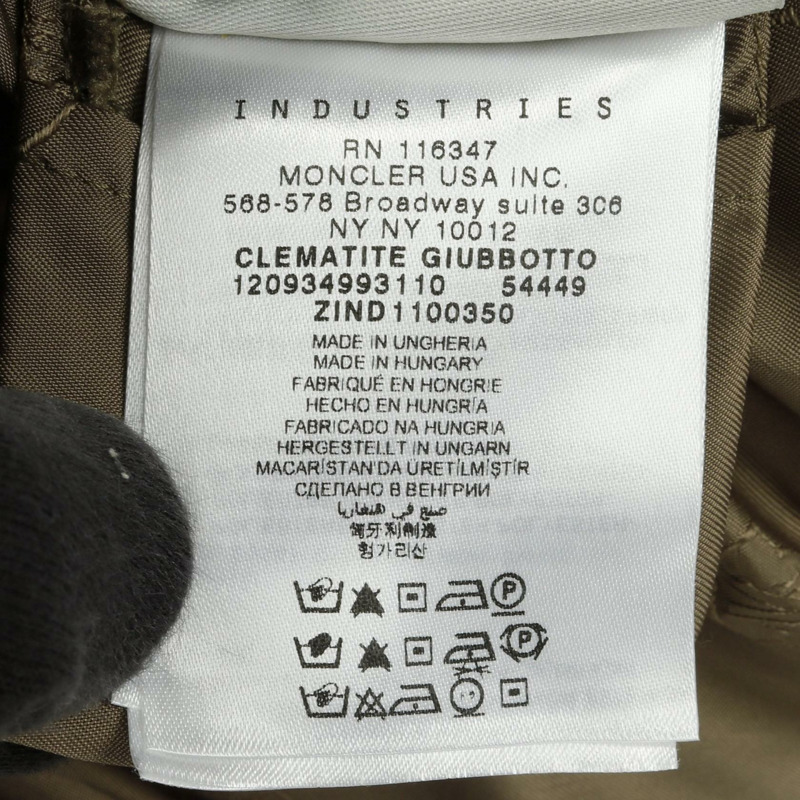 INDUSTRIES
RN 116347
MONCLER USA INC.
568-578 Broadway suite 306
NY NY 10012
CLEMATITE GIUBBOTTO
120934993110 54449
ZIND1100350
MADE IN UNGHERIA
MADE IN HUNGARY
FABRIQUÉ EN HONGRIE
HECHO EN HUNGRÍA
FABRICADO NA HUNGRIA
HERGESTELLT IN UNGARN
MACARİSTAN'DA ÜRETİLMİŞTİR
СДЕЛАНО В ВЕНГРИИ
صنع في هنغاريا
匈牙利制造
헝가리산
P
P